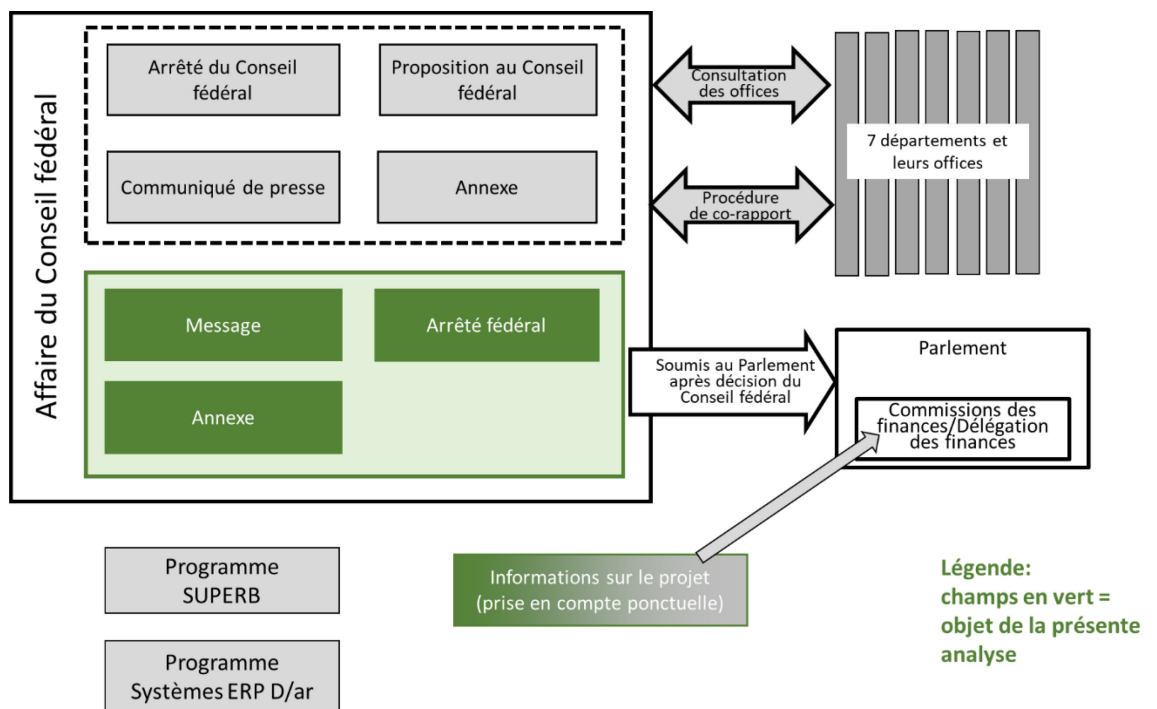 Affaire du Conseil fédéral
Arrêté du Conseil
fédéral
Proposition au Conseil
fédéral
Communiqué de presse
Annexe
Message
Arrêté fédéral
Annexe
Consultation
des offices
Procédure
de co-rapport
7 départements et
leurs offices
Soumis au Parlement
après décision du
Conseil fédéral
Parlement
Commissions des
finances/Délégation
des finances
Programme
SUPERB
Programme
Systèmes ERP D/ar
Informations sur le projet
(prise en compte ponctuelle)
Légende:
champs en vert =
objet de la présente
analyse